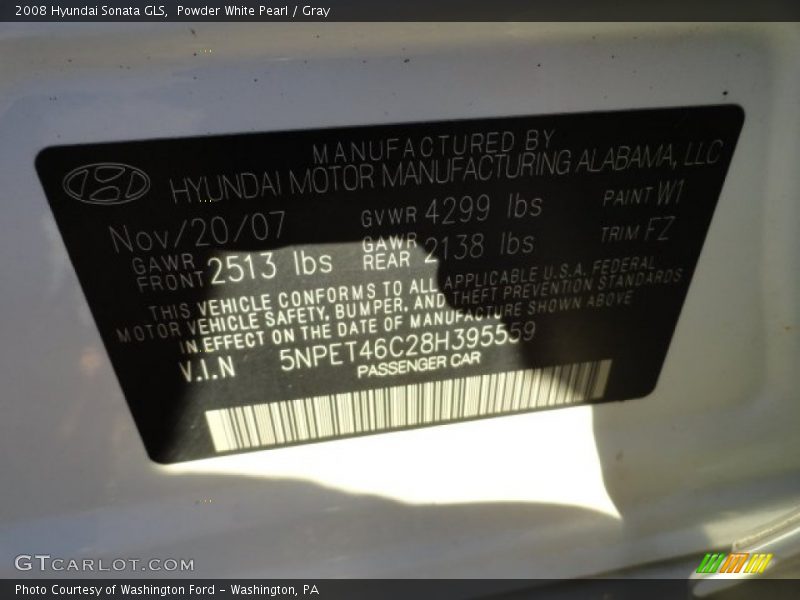 2008 Hyundai Sonata GLS, Powder White Pearl / Gray
MANUFACTURED BY
HYUNDAI MOTOR MANUFACTURING ALABAMA, LLC
Nov/20/07 GVWR 4299 lbs PAINT W1
GAWR FRONT 2513 lbs GAWR REAR 2138 lbs TRIM FZ
THIS VEHICLE CONFORMS TO ALL APPLICABLE U.S.A. FEDERAL
MOTOR VEHICLE SAFETY, BUMPER, AND THEFT PREVENTION STANDARDS
IN EFFECT ON THE DATE OF MANUFACTURE SHOWN ABOVE
V.I.N 5NPET46C28H395559
PASSENGER CAR
GTCARLOT.COM
Photo Courtesy of Washington Ford - Washington, PA